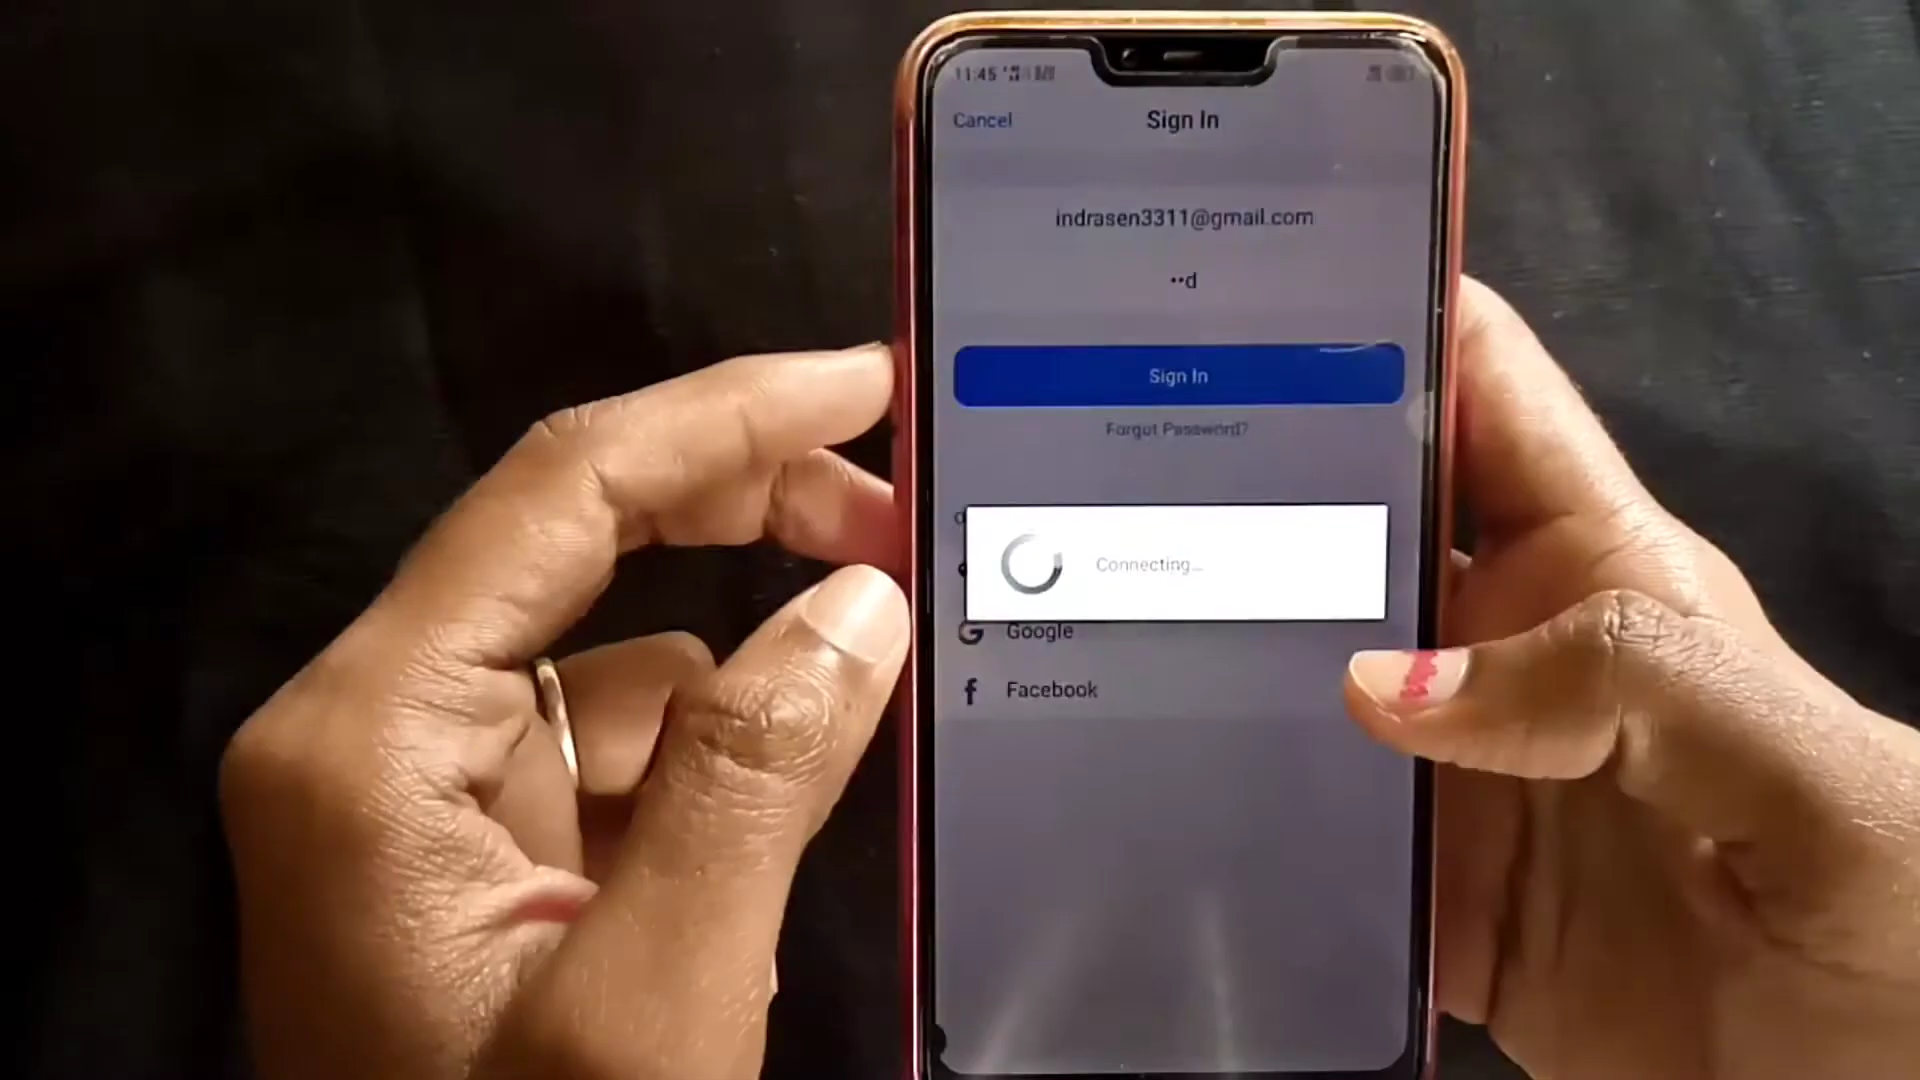 11:45
Cancel
Sign In
indrasen3311@gmail.com
••d
Sign In
Forgot Password?
Connecting...
Google
Facebook